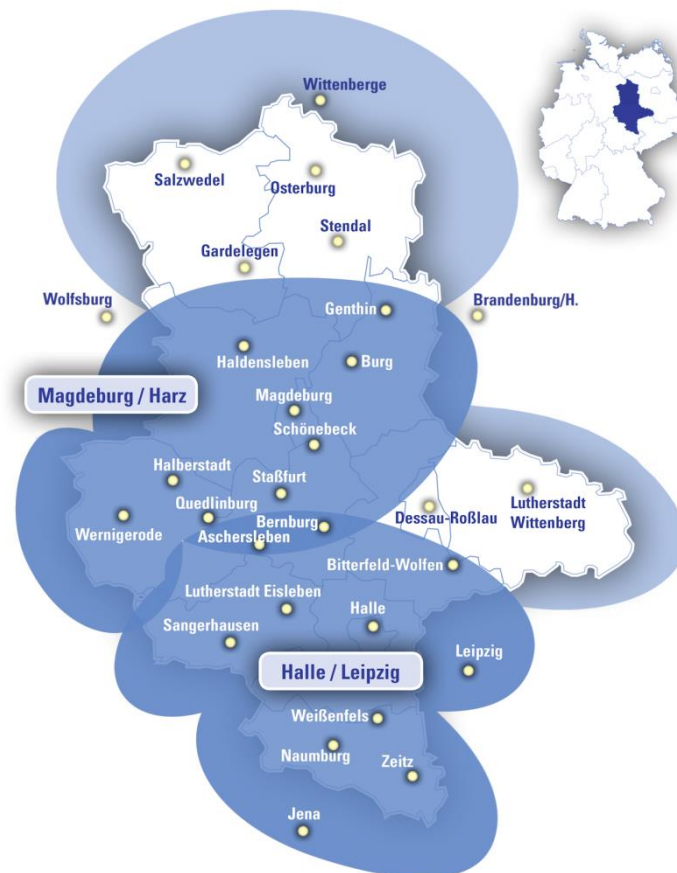 Wittenberge
Salzwedel
Osterburg
Stendal
Gardelegen
Wolfsburg
Genthin
Brandenburg/H.
Haldensleben
Burg
Magdeburg / Harz
Magdeburg
Schönebeck
Halberstadt
Staßfurt
Quedlinburg
Lutherstadt
Wittenberg
Dessau-Roßlau
Bernburg
Wernigerode
Aschersleben
Bitterfeld-Wolfen
Lutherstadt Eisleben
Halle
Sangerhausen
Leipzig
Halle / Leipzig
Weißenfels
Naumburg
Zeitz
Jena